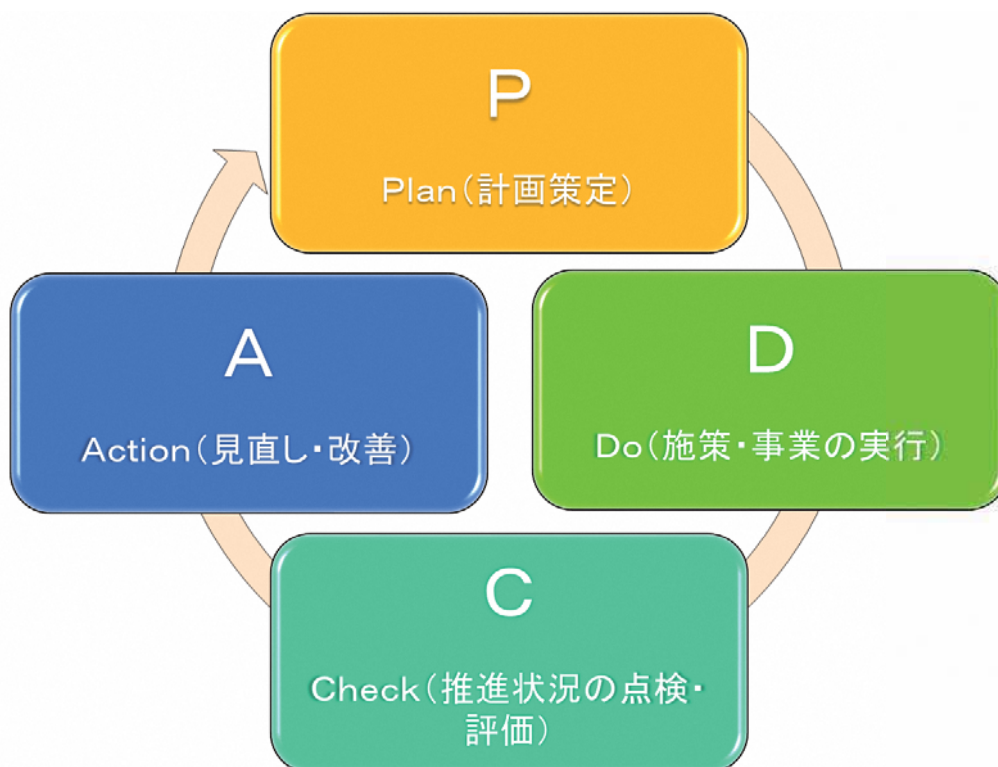 P
Plan(計画策定)
A
Action(見直し・改善)
D
Do(施策・事業の実行)
C
Check(推進状況の点検・
評価)